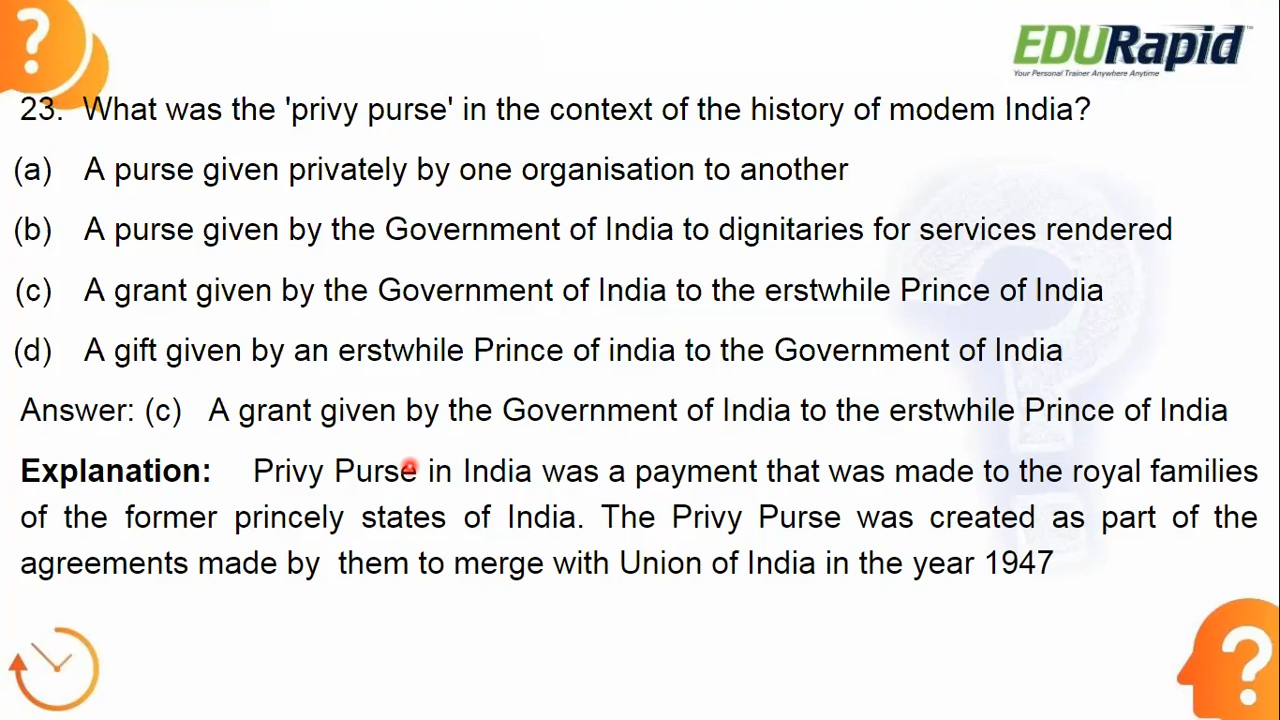 ?
EDURapid™
Your Personal Trainer Anywhere Anytime
23. What was the 'privy purse' in the context of the history of modem India?
(a) A purse given privately by one organisation to another
(b) A purse given by the Government of India to dignitaries for services rendered
(c) A grant given by the Government of India to the erstwhile Prince of India
(d) A gift given by an erstwhile Prince of india to the Government of India
Answer: (c) A grant given by the Government of India to the erstwhile Prince of India
Explanation: Privy Purse in India was a payment that was made to the royal families
of the former princely states of India. The Privy Purse was created as part of the
agreements made by them to merge with Union of India in the year 1947
?